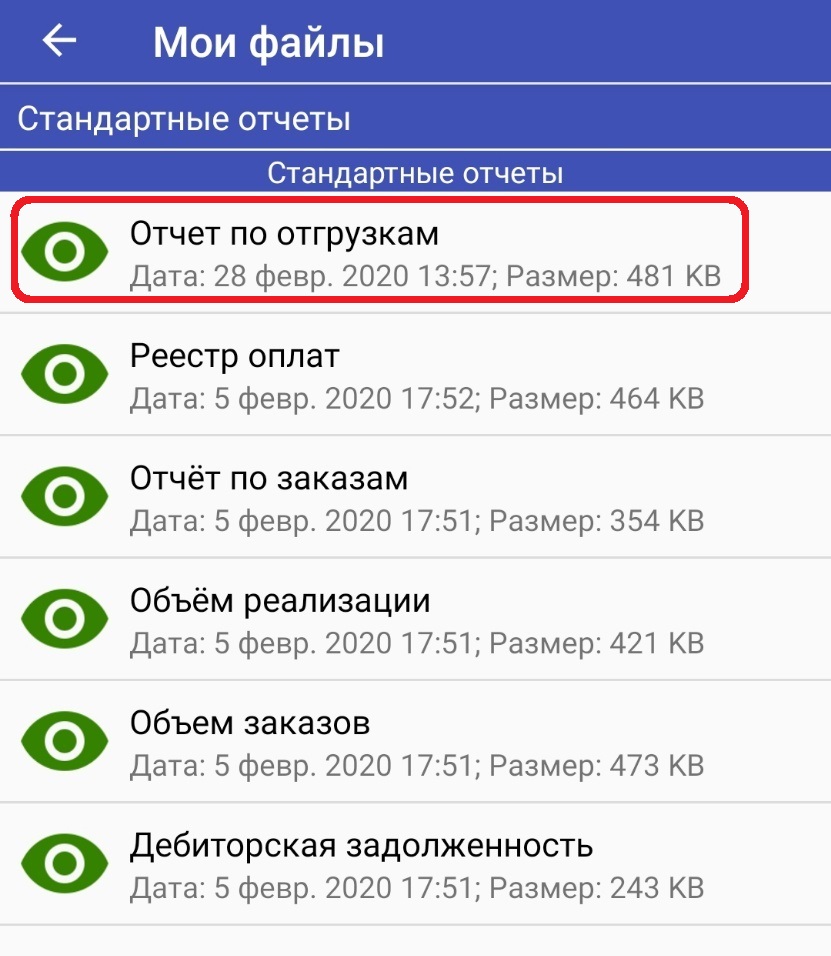 Мои файлы
Стандартные отчеты
Стандартные отчеты
Отчет по отгрузкам
Дата: 28 февр. 2020 13:57; Размер: 481 KB
Реестр оплат
Дата: 5 февр. 2020 17:52; Размер: 464 KB
Отчёт по заказам
Дата: 5 февр. 2020 17:51; Размер: 354 KB
Объём реализации
Дата: 5 февр. 2020 17:51; Размер: 421 KB
Объем заказов
Дата: 5 февр. 2020 17:51; Размер: 473 KB
Дебиторская задолженность
Дата: 5 февр. 2020 17:51; Размер: 243 KB